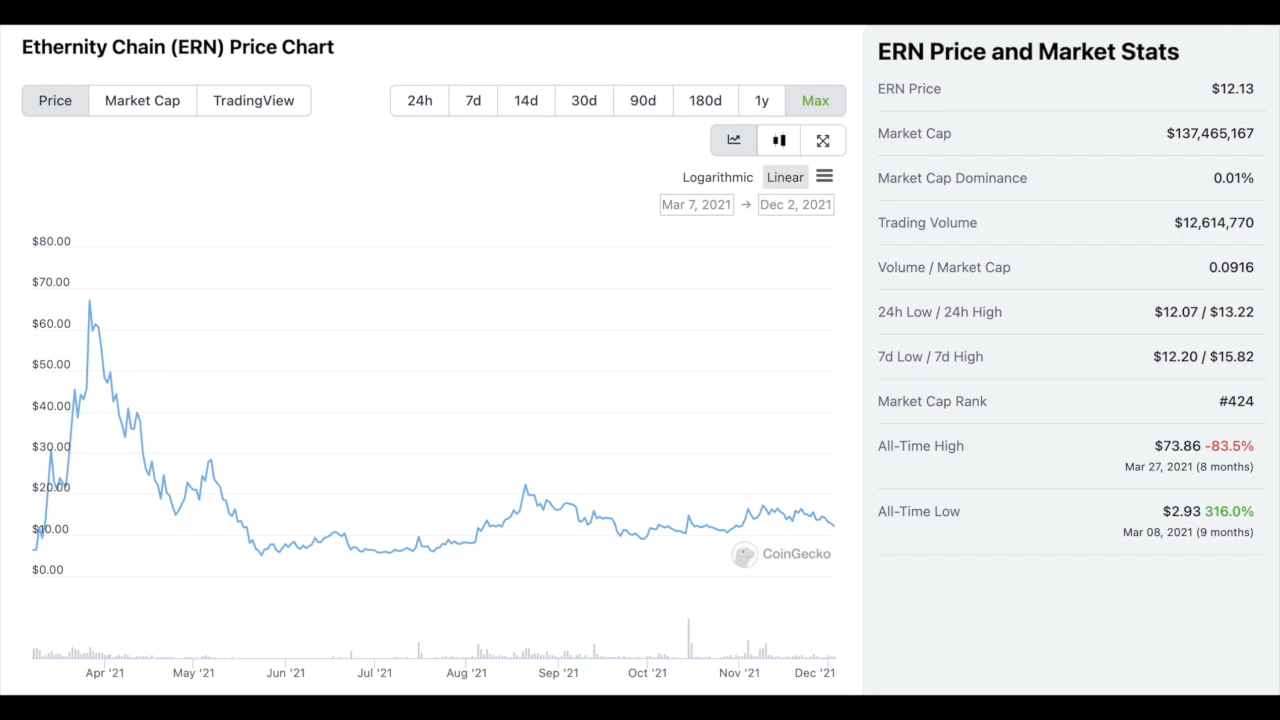 Ethernity Chain (ERN) Price Chart
Price Market Cap TradingView
24h 7d 14d 30d 90d 180d 1y Max
Logarithmic Linear
Mar 7, 2021 → Dec 2, 2021
$80.00
$70.00
$60.00
$50.00
$40.00
$30.00
$20.00
$10.00
$0.00
CoinGecko
Apr '21 May '21 Jun '21 Jul '21 Aug '21 Sep '21 Oct '21 Nov '21 Dec '21
ERN Price and Market Stats
ERN Price $12.13
Market Cap $137,465,167
Market Cap Dominance 0.01%
Trading Volume $12,614,770
Volume / Market Cap 0.0916
24h Low / 24h High $12.07 / $13.22
7d Low / 7d High $12.20 / $15.82
Market Cap Rank #424
All-Time High $73.86 -83.5%
Mar 27, 2021 (8 months)
All-Time Low $2.93 316.0%
Mar 08, 2021 (9 months)